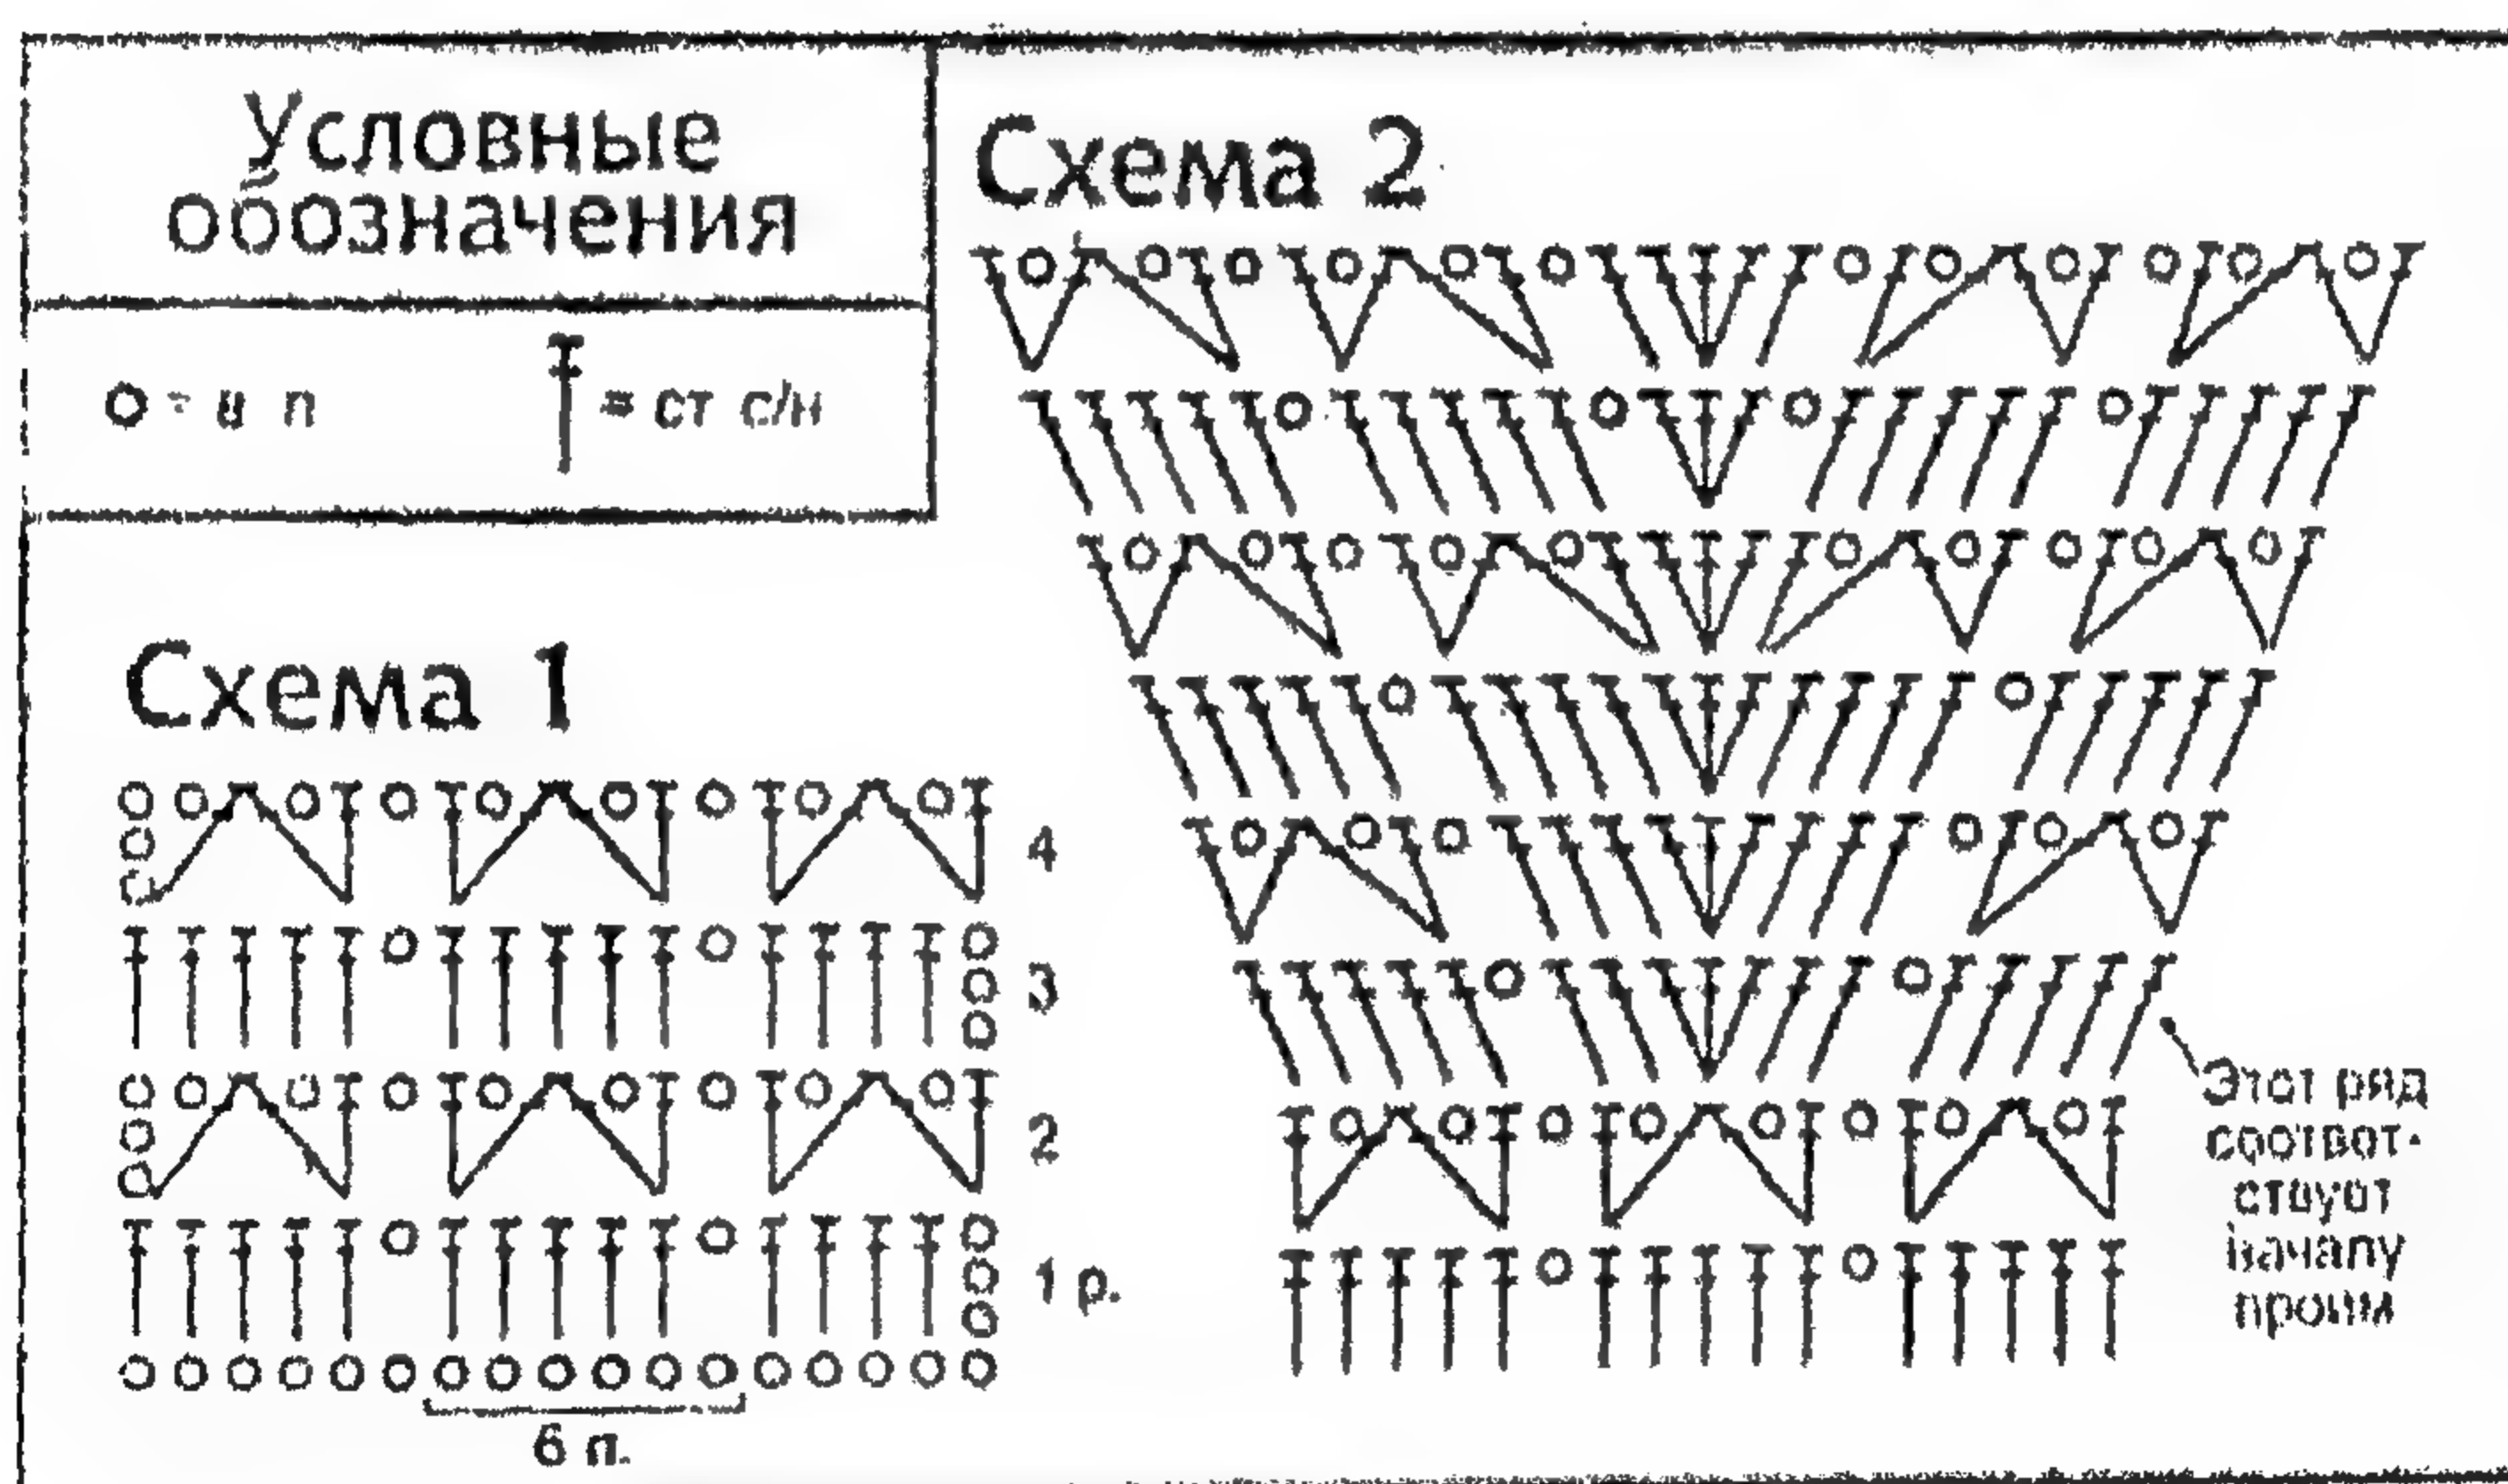 Условные
обозначения
= в п
= ст с/н
Схема 2
Схема 1
4
3
2
1 р.
6 п.
Этот ряд
соответ-
ствует
началу
пройм